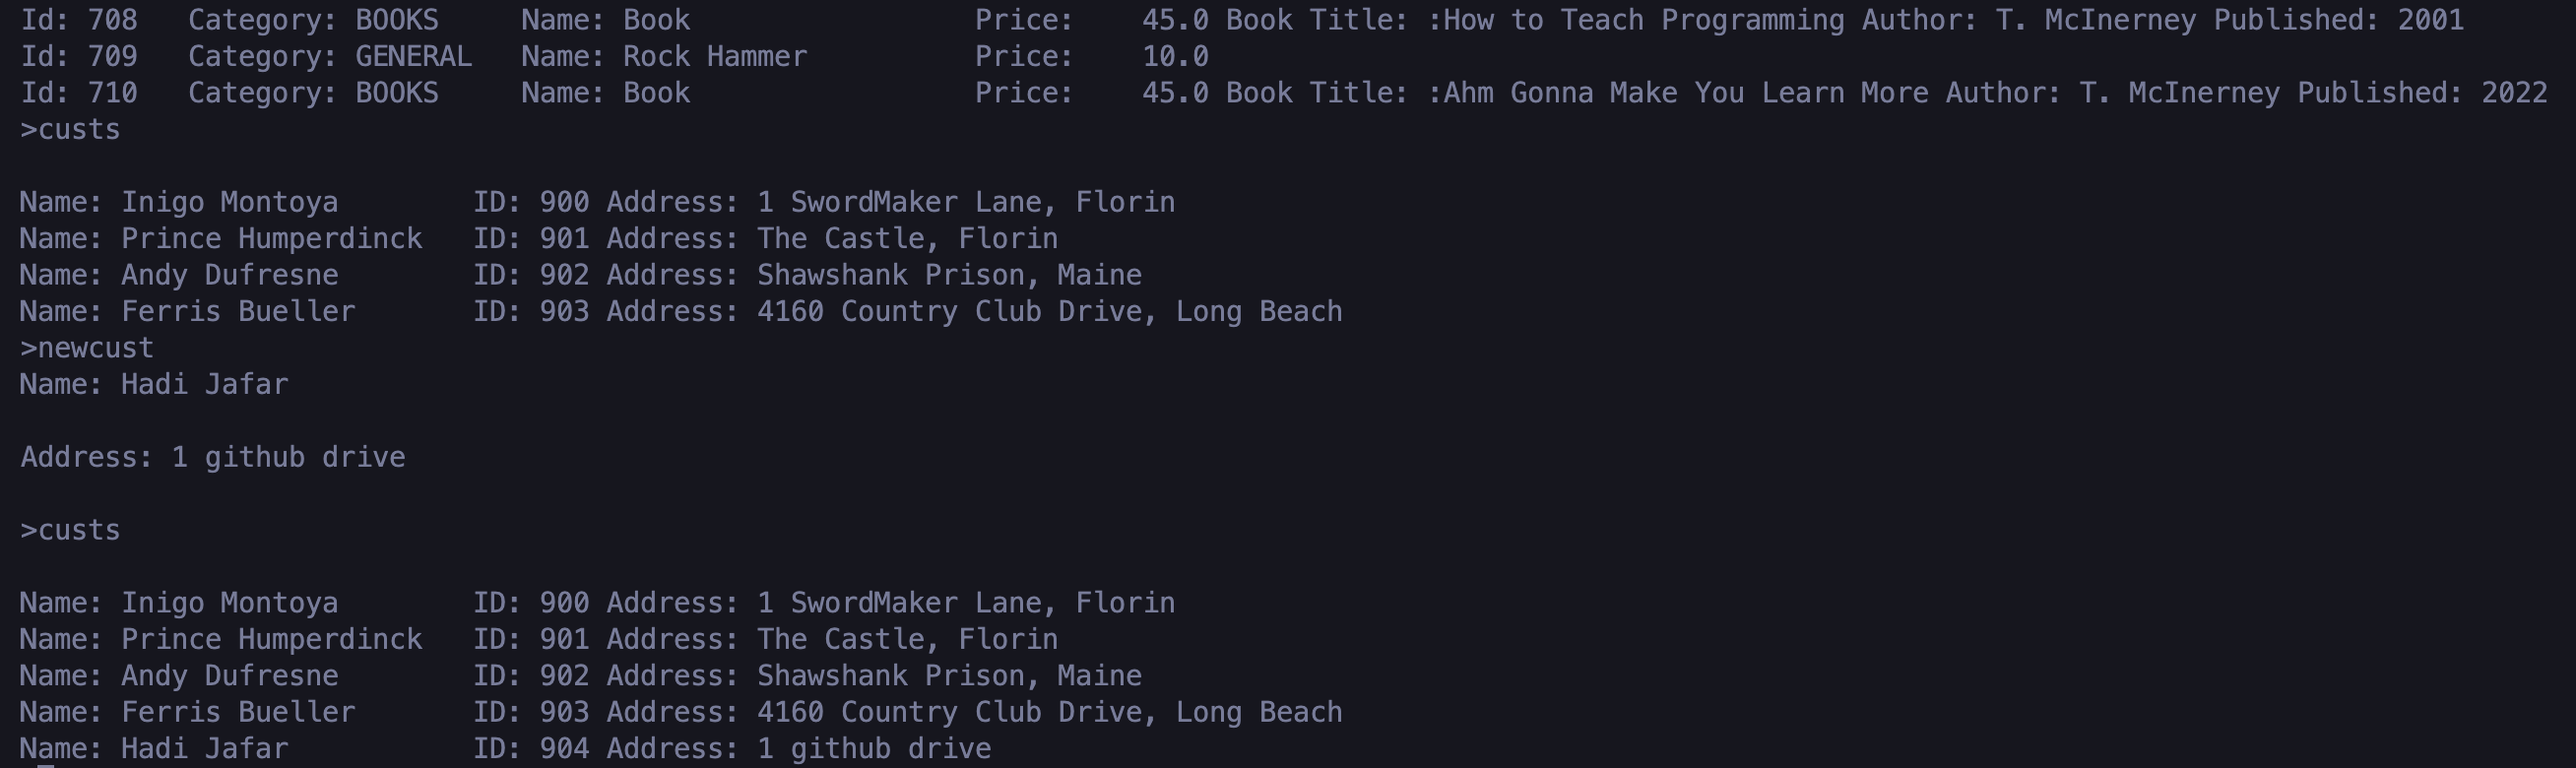 Id: 708   Category: BOOKS     Name: Book                 Price:    45.0 Book Title: :How to Teach Programming Author: T. McInerney Published: 2001
Id: 709   Category: GENERAL   Name: Rock Hammer          Price:    10.0
Id: 710   Category: BOOKS     Name: Book                 Price:    45.0 Book Title: :Ahm Gonna Make You Learn More Author: T. McInerney Published: 2022
>custs

Name: Inigo Montoya        ID: 900 Address: 1 SwordMaker Lane, Florin
Name: Prince Humperdinck   ID: 901 Address: The Castle, Florin
Name: Andy Dufresne        ID: 902 Address: Shawshank Prison, Maine
Name: Ferris Bueller       ID: 903 Address: 4160 Country Club Drive, Long Beach
>newcust
Name: Hadi Jafar

Address: 1 github drive

>custs

Name: Inigo Montoya        ID: 900 Address: 1 SwordMaker Lane, Florin
Name: Prince Humperdinck   ID: 901 Address: The Castle, Florin
Name: Andy Dufresne        ID: 902 Address: Shawshank Prison, Maine
Name: Ferris Bueller       ID: 903 Address: 4160 Country Club Drive, Long Beach
Name: Hadi Jafar           ID: 904 Address: 1 github drive